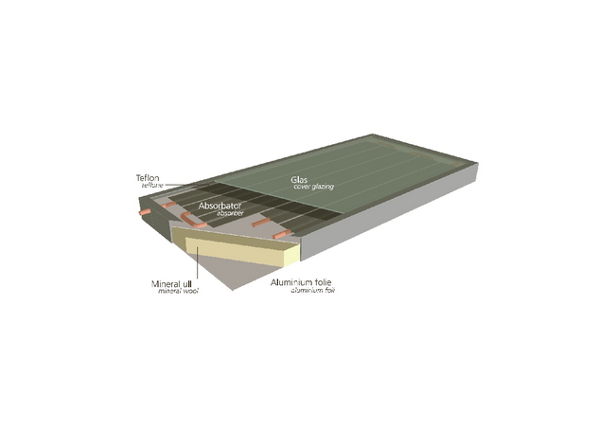 Teflon
teflone
Glas
cover glazing
Absorbator
absorber
Mineral ull
mineral wool
Aluminium folie
aluminium foil